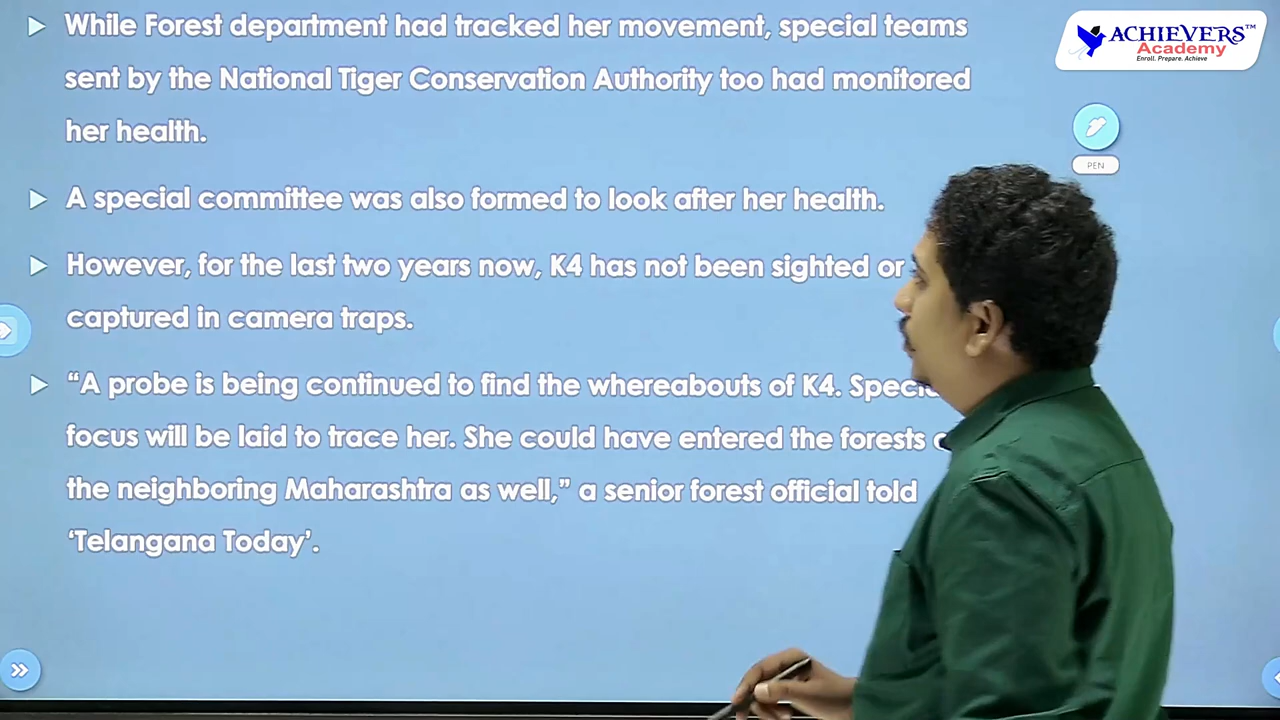 While Forest department had tracked her movement, special teams
sent by the National Tiger Conservation Authority too had monitored
her health.
A special committee was also formed to look after her health.
However, for the last two years now, K4 has not been sighted or
captured in camera traps.
“A probe is being continued to find the whereabouts of K4.
focus will be laid to trace her. She could have entered the forests
the neighboring Maharashtra as well,” a senior forest official told
‘Telangana Today’.
ACHIEVERS™
Academy
Enroll. Prepare. Achieve
PEN